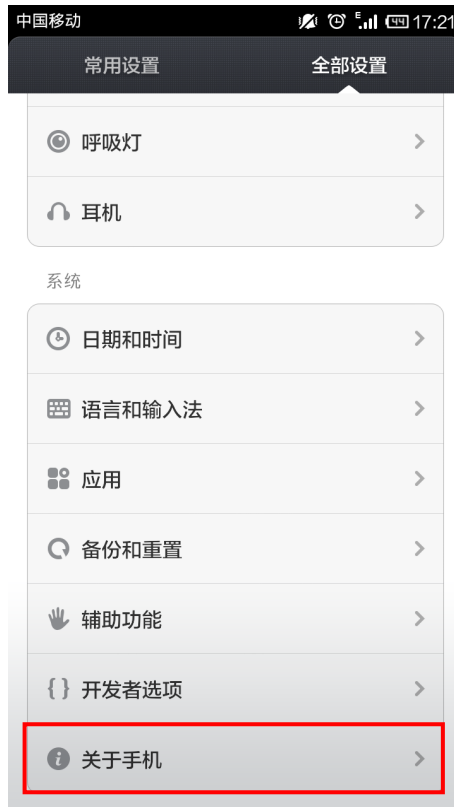 中国移动 E 44 17:21
常用设置 全部设置
呼吸灯
耳机
系统
日期和时间
语言和输入法
应用
备份和重置
辅助功能
{ } 开发者选项
关于手机